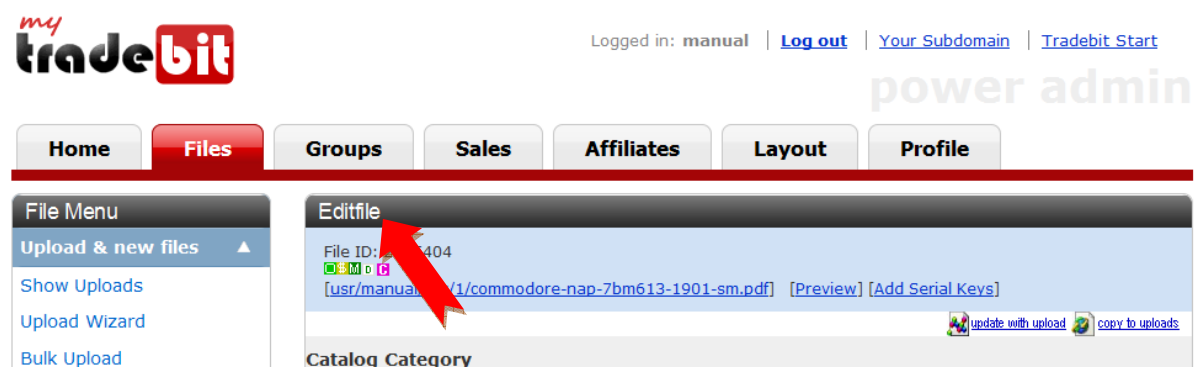 my
tradebit
Logged in: manual | Log out | Your Subdomain | Tradebit Start
power admin
Home Files Groups Sales Affiliates Layout Profile
File Menu
Editfile
Upload & new files
File ID: 404
S M D C
Show Uploads
[usr/manual /1/commodore-nap-7bm613-1901-sm.pdf] [Preview] [Add Serial Keys]
Upload Wizard
update with upload copy to uploads
Bulk Upload
Catalog Category